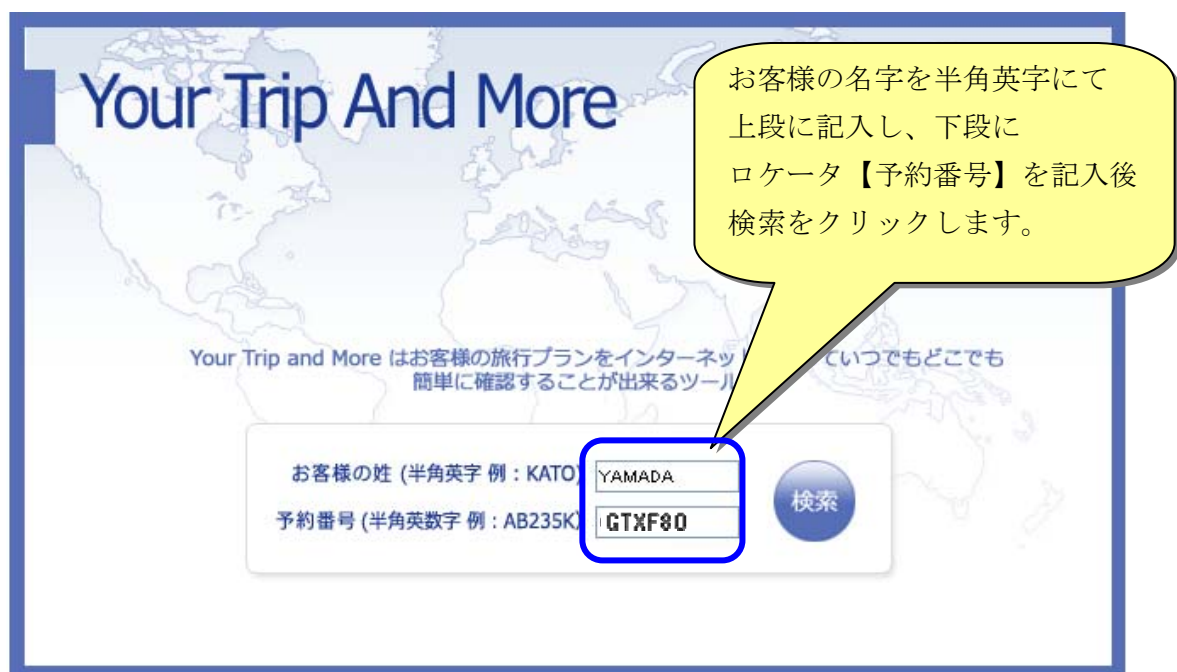 Your Trip And More
お客様の名字を半角英字にて
上段に記入し、下段に
ロケータ【予約番号】を記入後
検索をクリックします。
Your Trip and More はお客様の旅行プランをインターネッ ていつでもどこでも
簡単に確認することが出来るツー
お客様の姓 (半角英字 例：KATO) YAMADA
予約番号 (半角英数字 例：AB235K) GTXF80
検索